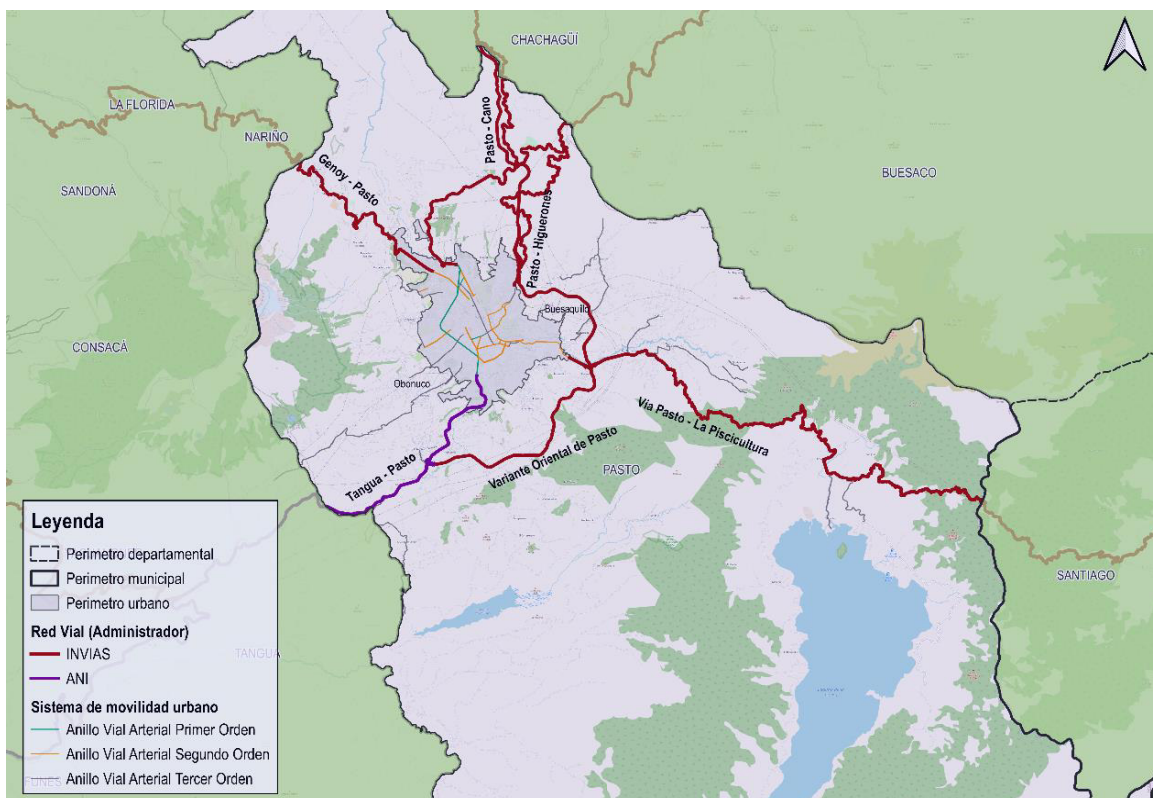 CHACHAGÜÍ
LA FLORIDA
NARIÑO
Pasto - Cano
Genoy - Pasto
SANDONÁ
BUESACO
Pasto - Higuerones
Buesaquillo
CONSACÁ
Obonuco
Via Pasto - La Piscicultura
Variante Oriental de Pasto
PASTO
Tangua - Pasto
SANTIAGO
TANGUA
FUNES
Leyenda
Perimetro departamental
Perimetro municipal
Perimetro urbano
Red Vial (Administrador)
INVIAS
ANI
Sistema de movilidad urbano
Anillo Vial Arterial Primer Orden
Anillo Vial Arterial Segundo Orden
Anillo Vial Arterial Tercer Orden